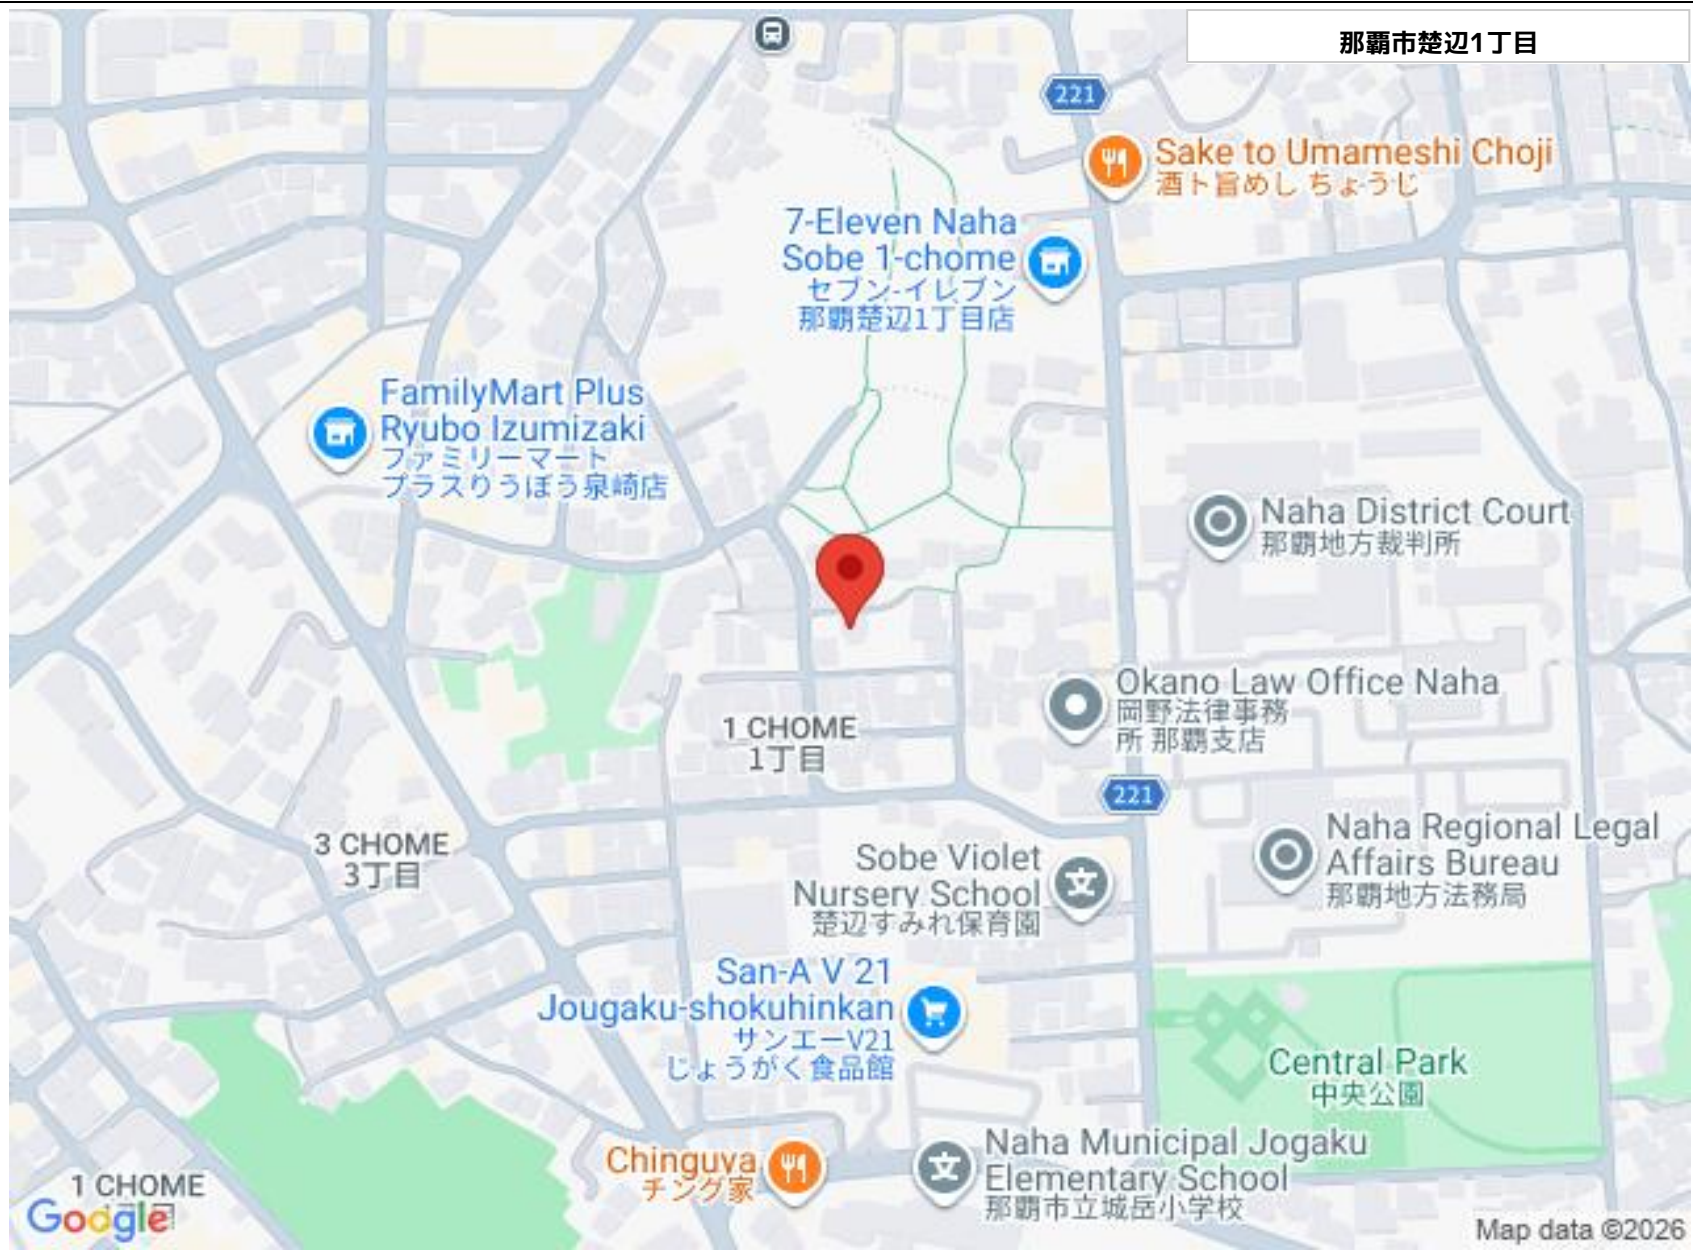 那覇市楚辺1丁目
221
Sake to Umameshi Choji
酒ト旨めし ちょうじ
7-Eleven Naha
Sobe 1-chome
セブン-イレブン
那覇楚辺1丁目店
FamilyMart Plus
Ryubo Izumizaki
ファミリーマート
プラスりうぼう泉崎店
Naha District Court
那覇地方裁判所
Okano Law Office Naha
岡野法律事務
所 那覇支店
1 CHOME
1丁目
221
3 CHOME
3丁目
Naha Regional Legal
Affairs Bureau
那覇地方法務局
Sobe Violet
Nursery School
楚辺すみれ保育園
San-A V 21
Jougaku-shokuhinkan
サンエーV21
じょうがく食品館
Central Park
中央公園
Chinguya
チング家
Naha Municipal Jogaku
Elementary School
那覇市立城岳小学校
1 CHOME
Google
Map data ©2026